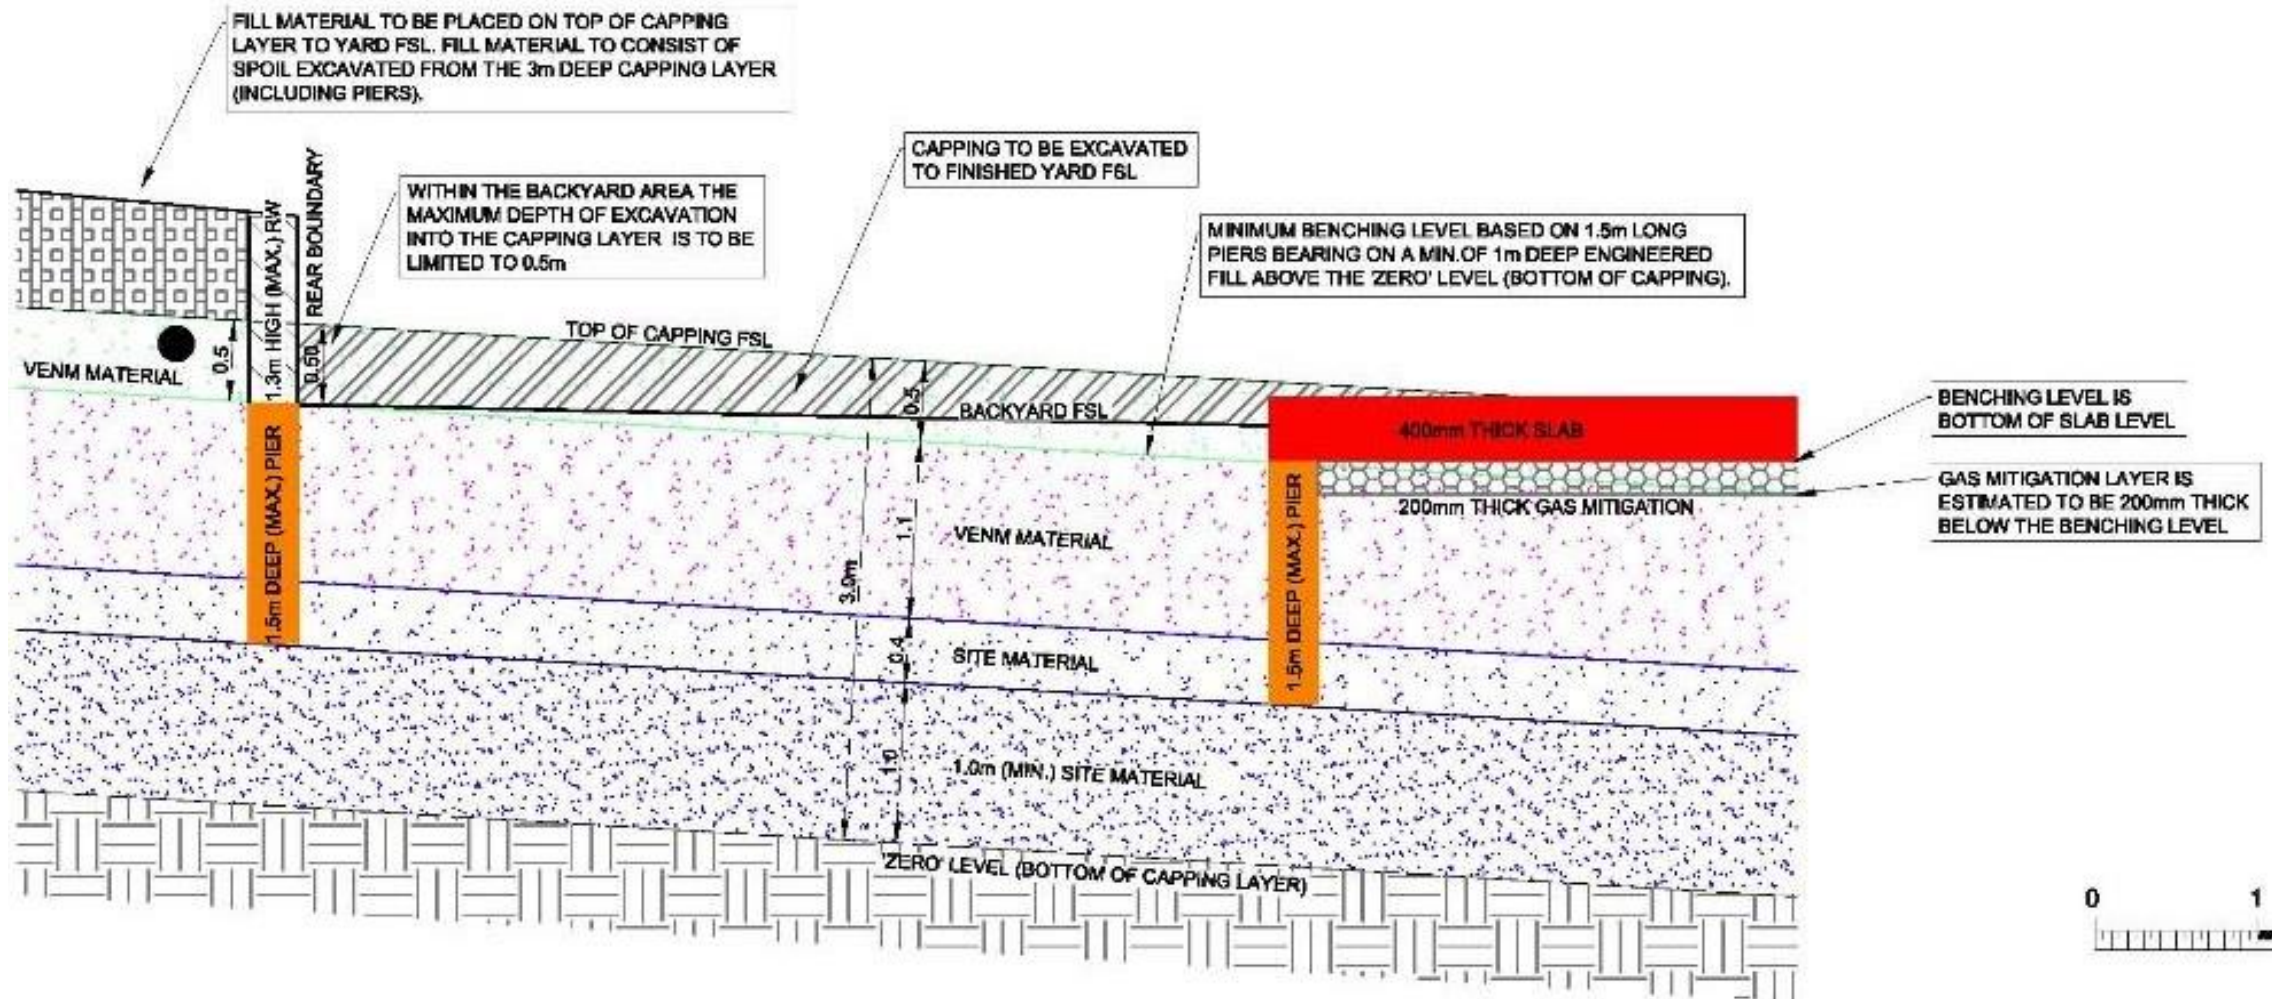 FILL MATERIAL TO BE PLACED ON TOP OF CAPPING
LAYER TO YARD FSL. FILL MATERIAL TO CONSIST OF
SPOIL EXCAVATED FROM THE 3m DEEP CAPPING LAYER
(INCLUDING PIERS).
CAPPING TO BE EXCAVATED
TO FINISHED YARD FSL
WITHIN THE BACKYARD AREA THE
MAXIMUM DEPTH OF EXCAVATION
INTO THE CAPPING LAYER IS TO BE
LIMITED TO 0.5m
MINIMUM BENCHING LEVEL BASED ON 1.5m LONG
PIERS BEARING ON A MIN.OF 1m DEEP ENGINEERED
FILL ABOVE THE 'ZERO' LEVEL (BOTTOM OF CAPPING).
REAR BOUNDARY
1.3m HIGH (MAX.) RW
TOP OF CAPPING FSL
0.5
0.50
VENM MATERIAL
0.5
BACKYARD FSL
BENCHING LEVEL IS
BOTTOM OF SLAB LEVEL
400mm THICK SLAB
GAS MITIGATION LAYER IS
ESTIMATED TO BE 200mm THICK
BELOW THE BENCHING LEVEL
200mm THICK GAS MITIGATION
1.5m DEEP (MAX.) PIER
1.1
VENM MATERIAL
3.0m
1.5m DEEP (MAX.) PIER
0.4
SITE MATERIAL
1.0
1.0m (MIN.) SITE MATERIAL
'ZERO' LEVEL (BOTTOM OF CAPPING LAYER)
0 1